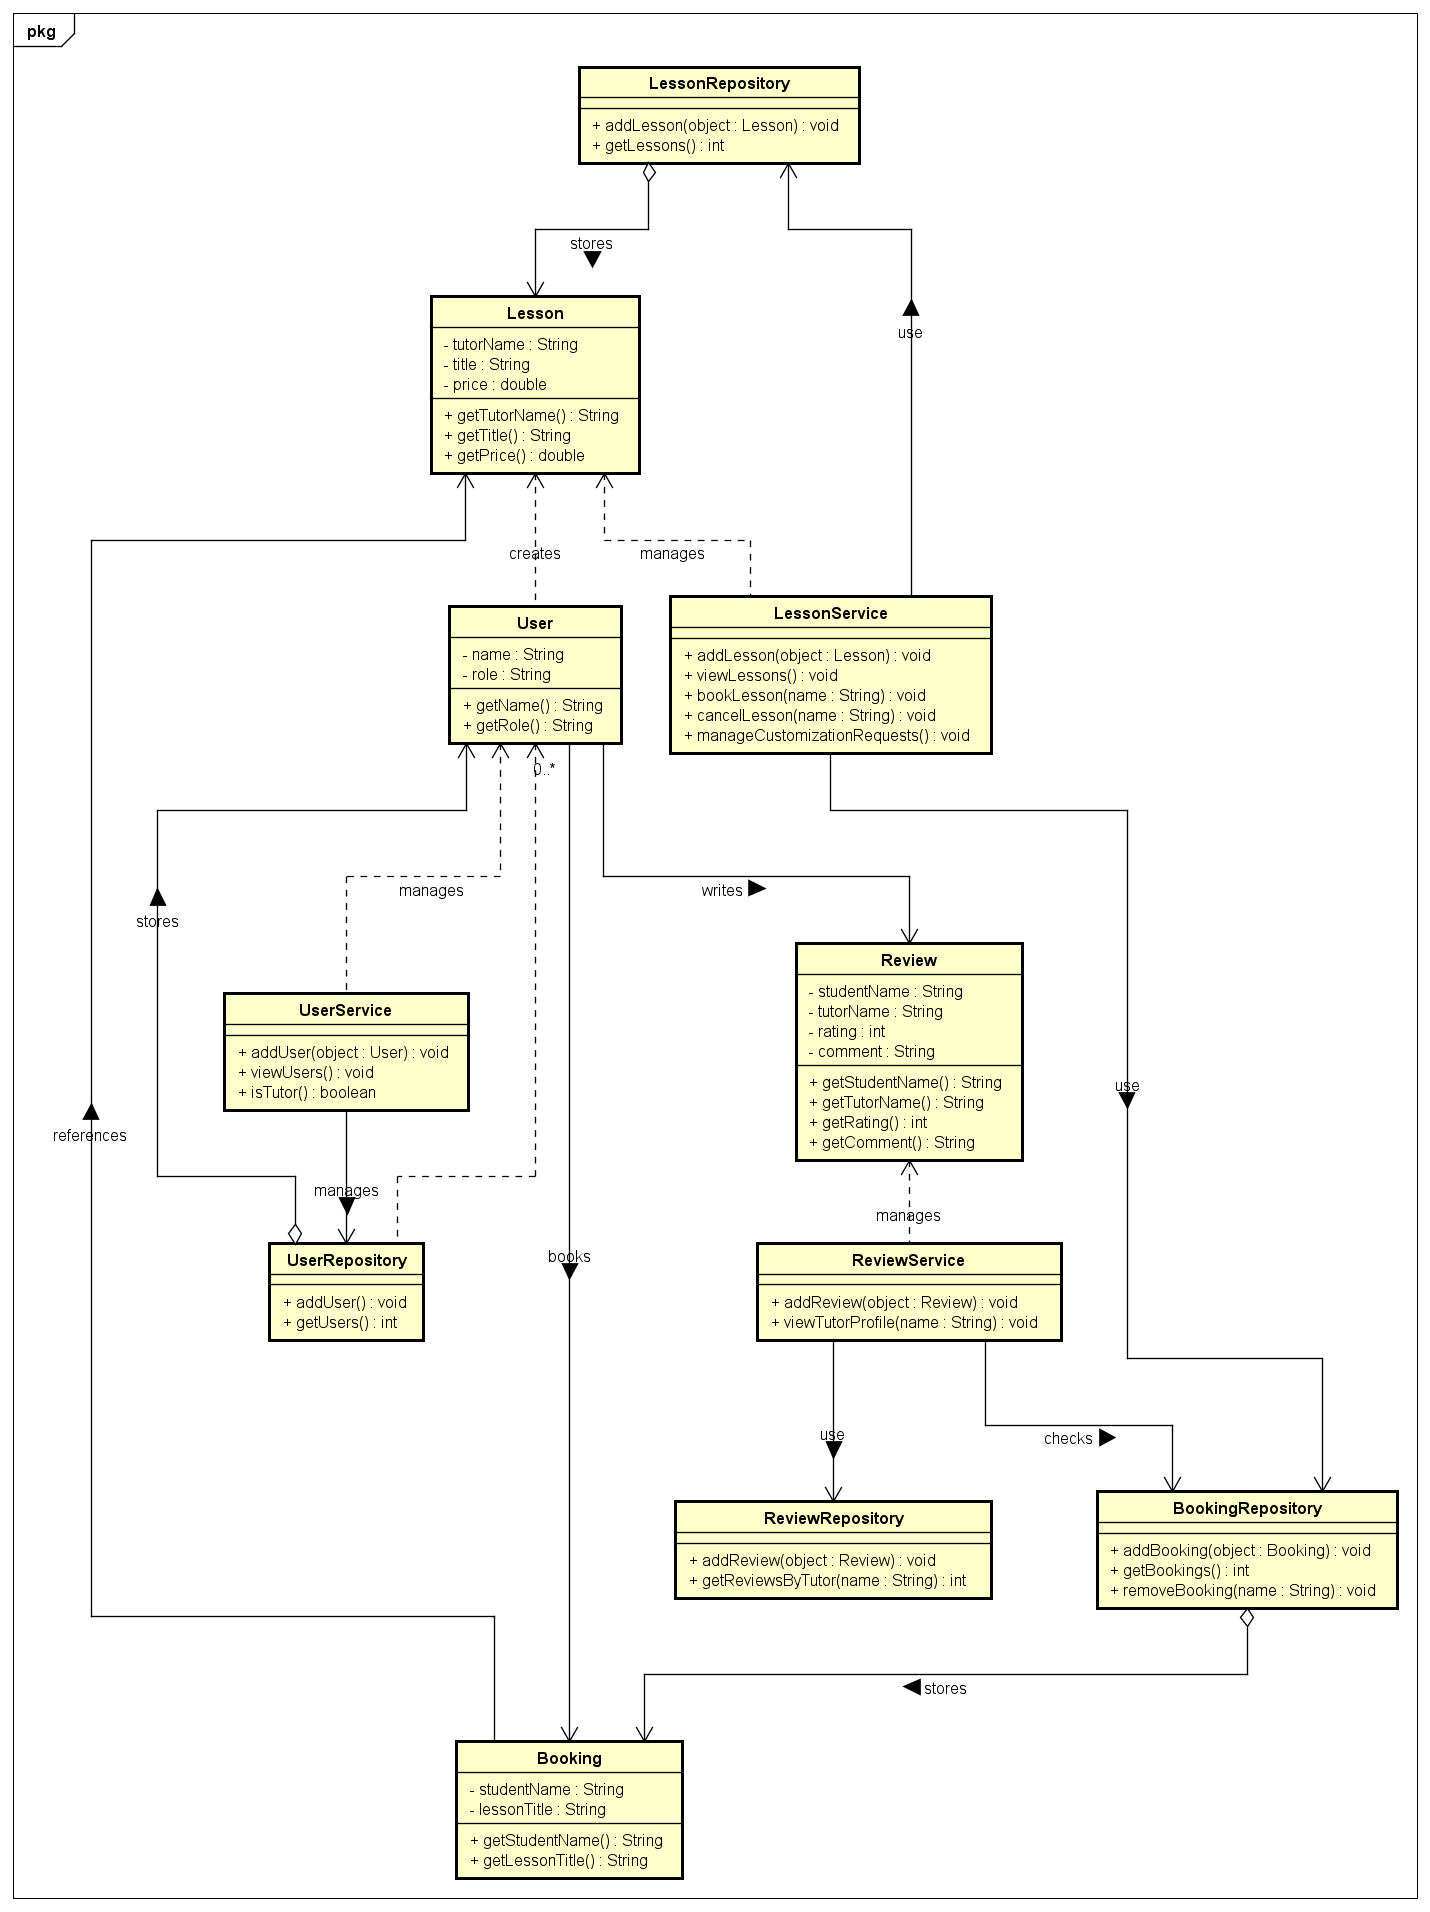 pkg
LessonRepository
+ addLesson(object : Lesson) : void
+ getLessons() : int
stores
use
Lesson
- tutorName : String
- title : String
- price : double
+ getTutorName() : String
+ getTitle() : String
+ getPrice() : double
creates
manages
User
- name : String
- role : String
+ getName() : String
+ getRole() : String
LessonService
+ addLesson(object : Lesson) : void
+ viewLessons() : void
+ bookLesson(name : String) : void
+ cancelLesson(name : String) : void
+ manageCustomizationRequests() : void
0..*
manages
writes
stores
Review
- studentName : String
- tutorName : String
- rating : int
- comment : String
+ getStudentName() : String
+ getTutorName() : String
+ getRating() : int
+ getComment() : String
UserService
+ addUser(object : User) : void
+ viewUsers() : void
+ isTutor() : boolean
use
references
manages
manages
books
UserRepository
+ addUser() : void
+ getUsers() : int
ReviewService
+ addReview(object : Review) : void
+ viewTutorProfile(name : String) : void
use
checks
ReviewRepository
+ addReview(object : Review) : void
+ getReviewsByTutor(name : String) : int
BookingRepository
+ addBooking(object : Booking) : void
+ getBookings() : int
+ removeBooking(name : String) : void
stores
Booking
- studentName : String
- lessonTitle : String
+ getStudentName() : String
+ getLessonTitle() : String